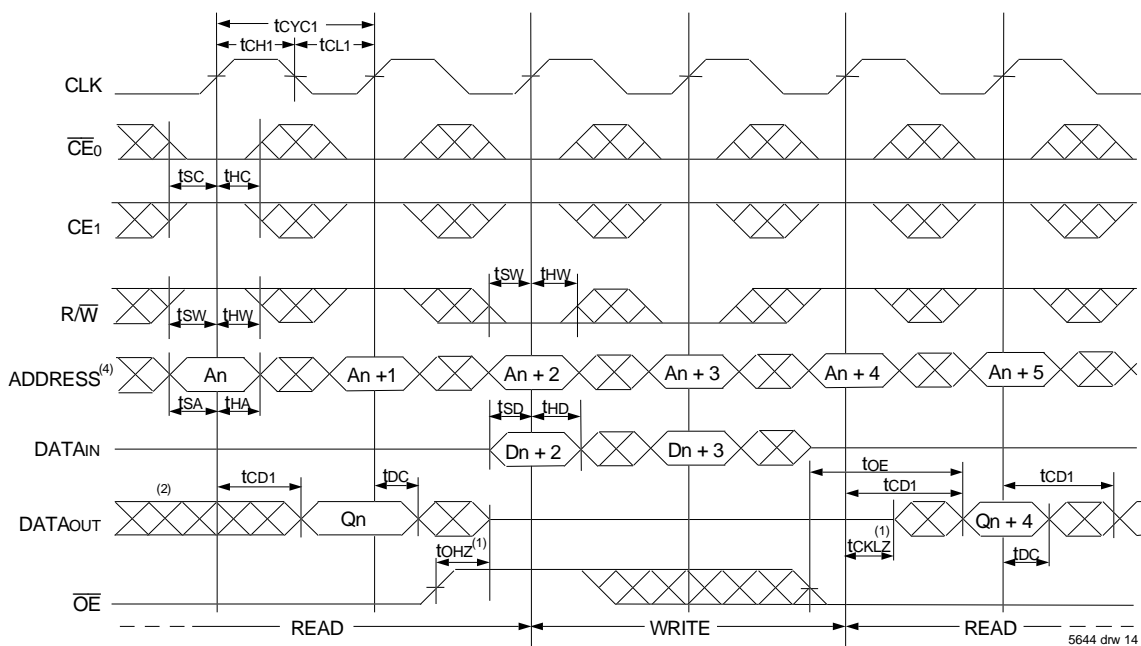 tCYC1
tCH1 tCL1
CLK
CE0
tSC tHC
CE1
tSW tHW
R/W
tSW tHW
ADDRESS(4) An An +1 An + 2 An + 3 An + 4 An + 5
tSA tHA
tSD tHD
DATAIN Dn + 2 Dn + 3
tOE
tCD1 tDC tCD1 tCD1
(2)
DATAOUT Qn Qn + 4
tOHZ(1) tCKLZ(1) tDC
OE
READ WRITE READ
5644 drw 14